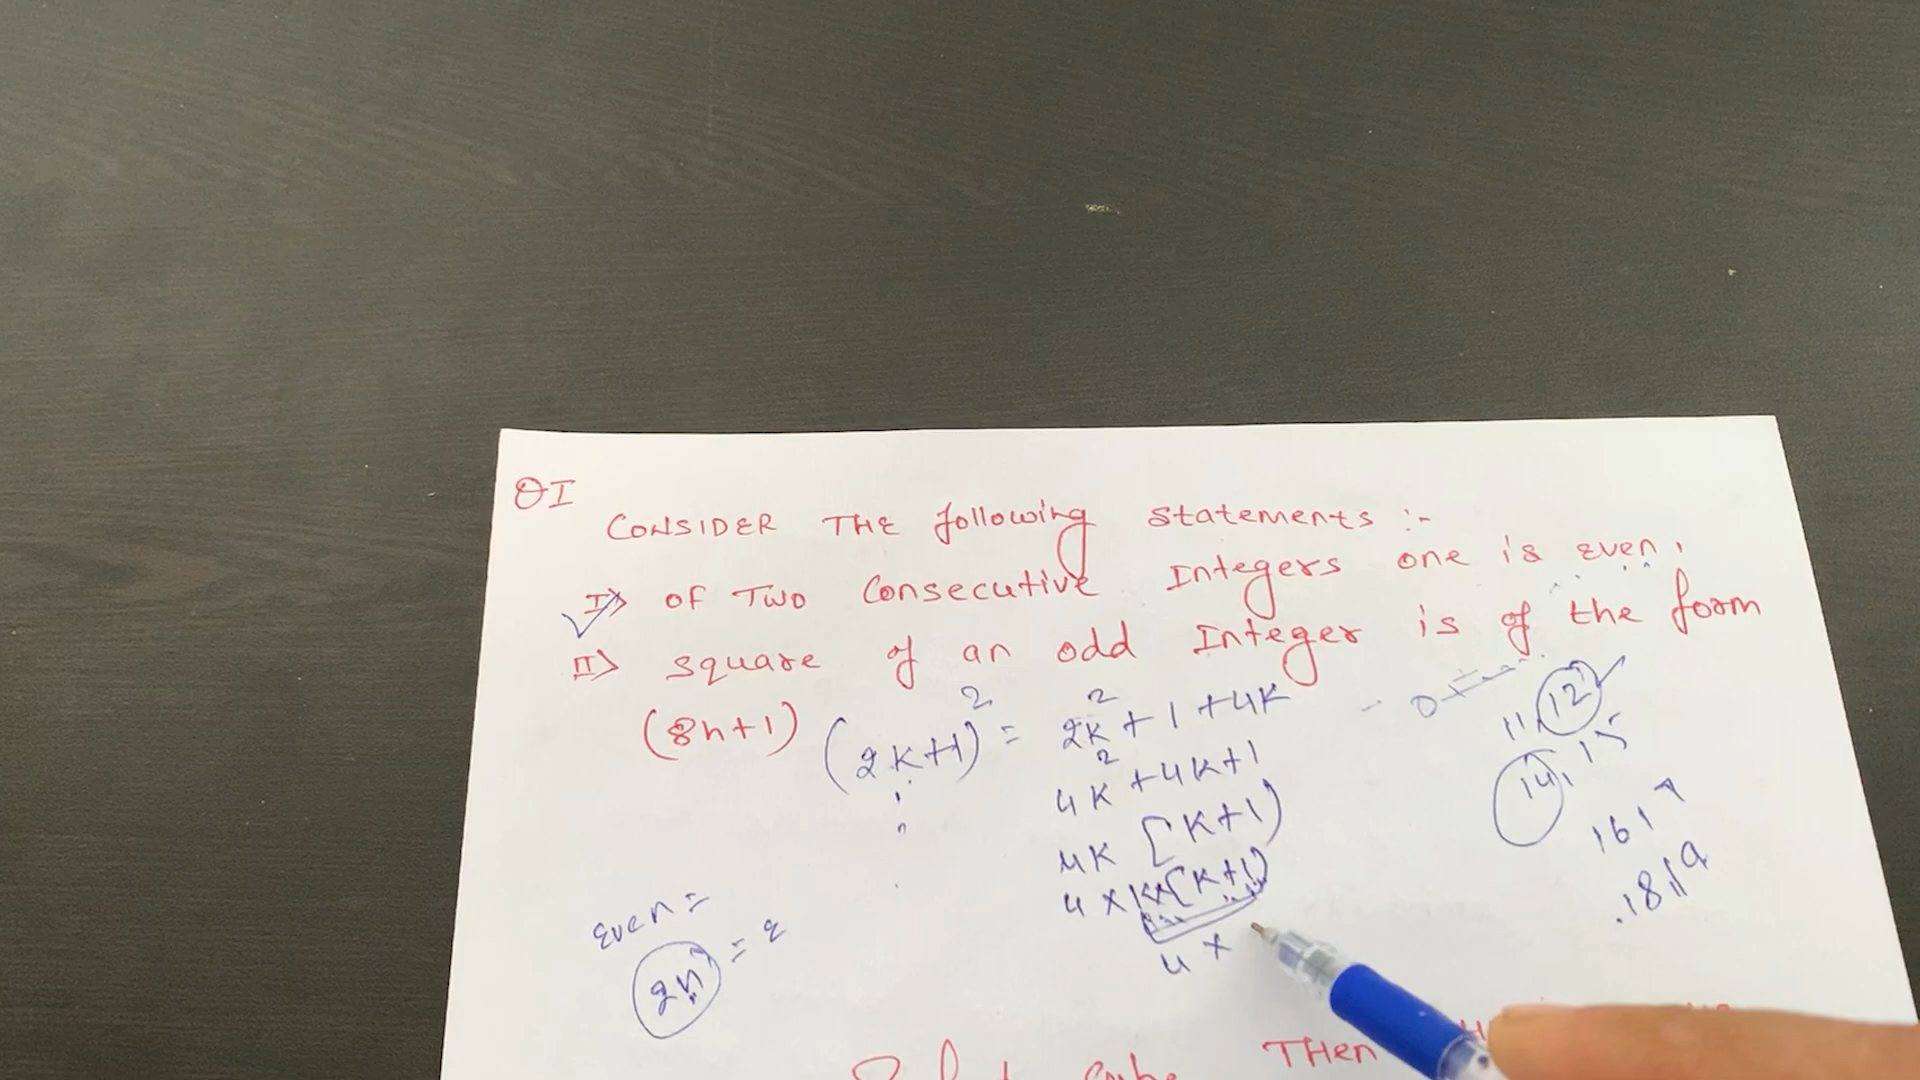 Q1
CONSIDER THE following statements :-
I> of Two Consecutive Integers one is even,
II> square of an odd Integer is of the form
(8n+1) (2k+1)² = 2k² + 1 + 4k
4k² + 4k + 1
4k [k+1)
4 × k×[k+1)
4 ×
even =
2n = ε
11, 12
14, 15
16 17
18, 19
Cube THEN